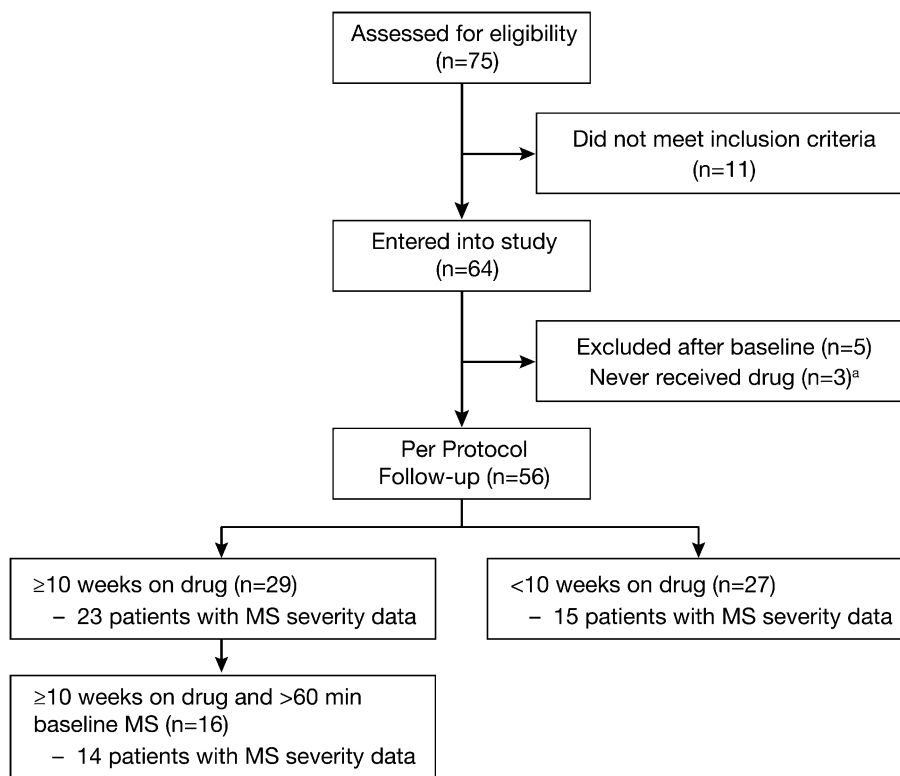 Assessed for eligibility
(n=75)
Did not meet inclusion criteria
(n=11)
Entered into study
(n=64)
Excluded after baseline (n=5)
Never received drug (n=3)ᵃ
Per Protocol
Follow-up (n=56)
≥10 weeks on drug (n=29)
– 23 patients with MS severity data
<10 weeks on drug (n=27)
– 15 patients with MS severity data
≥10 weeks on drug and >60 min
baseline MS (n=16)
– 14 patients with MS severity data